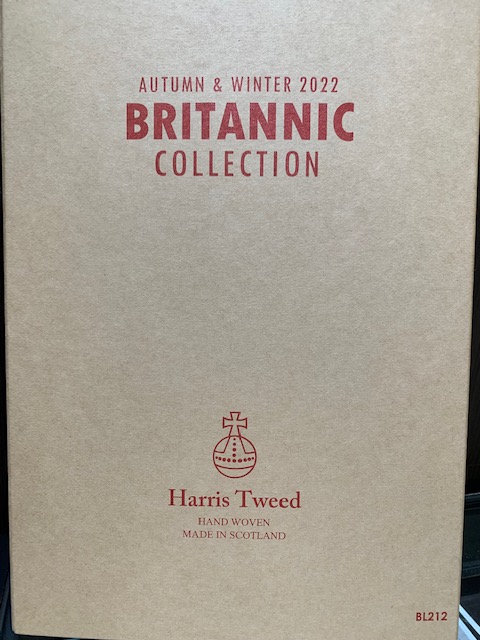 AUTUMN & WINTER 2022
BRITANNIC
COLLECTION
Harris Tweed
HAND WOVEN
MADE IN SCOTLAND
BL212